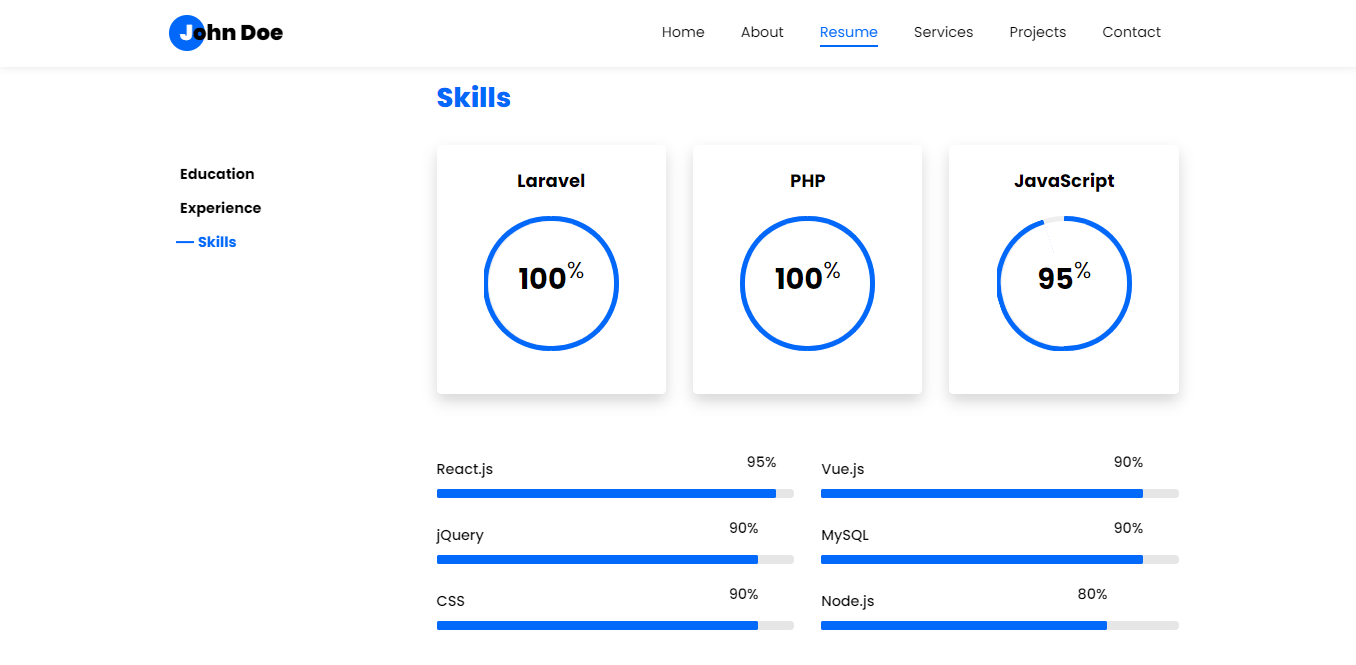 John Doe
Home About Resume Services Projects Contact
Skills
Education
Experience
Skills
Laravel
100%
PHP
100%
JavaScript
95%
React.js 95%
Vue.js 90%
jQuery 90%
MySQL 90%
CSS 90%
Node.js 80%